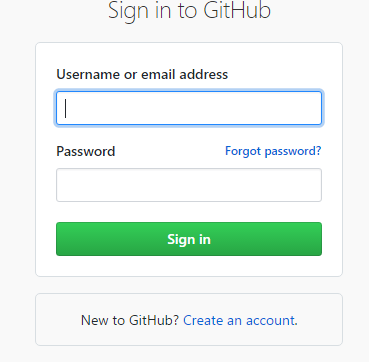 Sign in to GitHub
Username or email address
Password Forgot password?
Sign in
New to GitHub? Create an account.